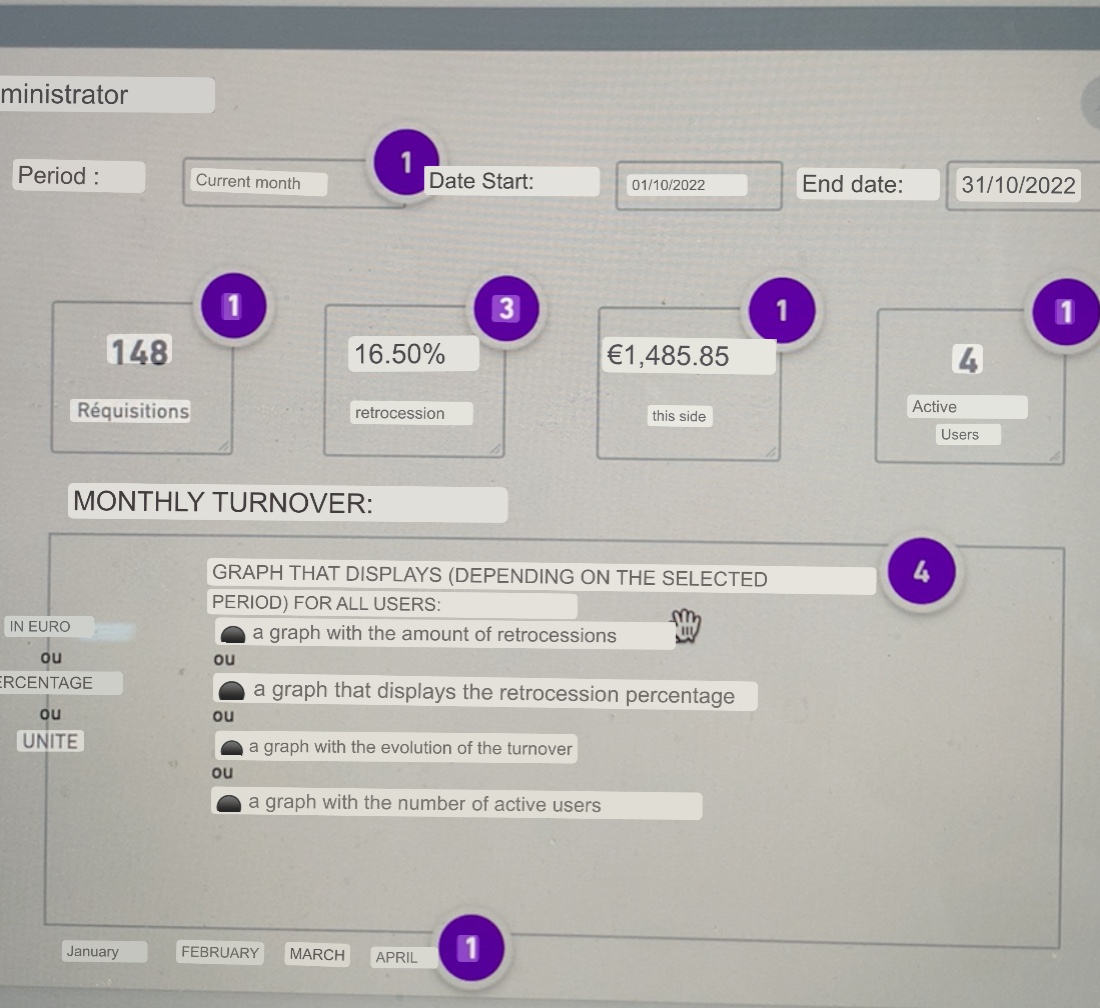 ministrator
1
Period :
Current month
Date Start:
01/10/2022
End date:
31/10/2022
1
3
1
1
148
16.50%
€1,485.85
4
Réquisitions
retrocession
this side
Active
Users
MONTHLY TURNOVER:
4
GRAPH THAT DISPLAYS (DEPENDING ON THE SELECTED
PERIOD) FOR ALL USERS:
IN EURO
a graph with the amount of retrocessions
ou
ou
ERCENTAGE
a graph that displays the retrocession percentage
ou
ou
UNITE
a graph with the evolution of the turnover
ou
a graph with the number of active users
January
FEBRUARY
MARCH
APRIL
1